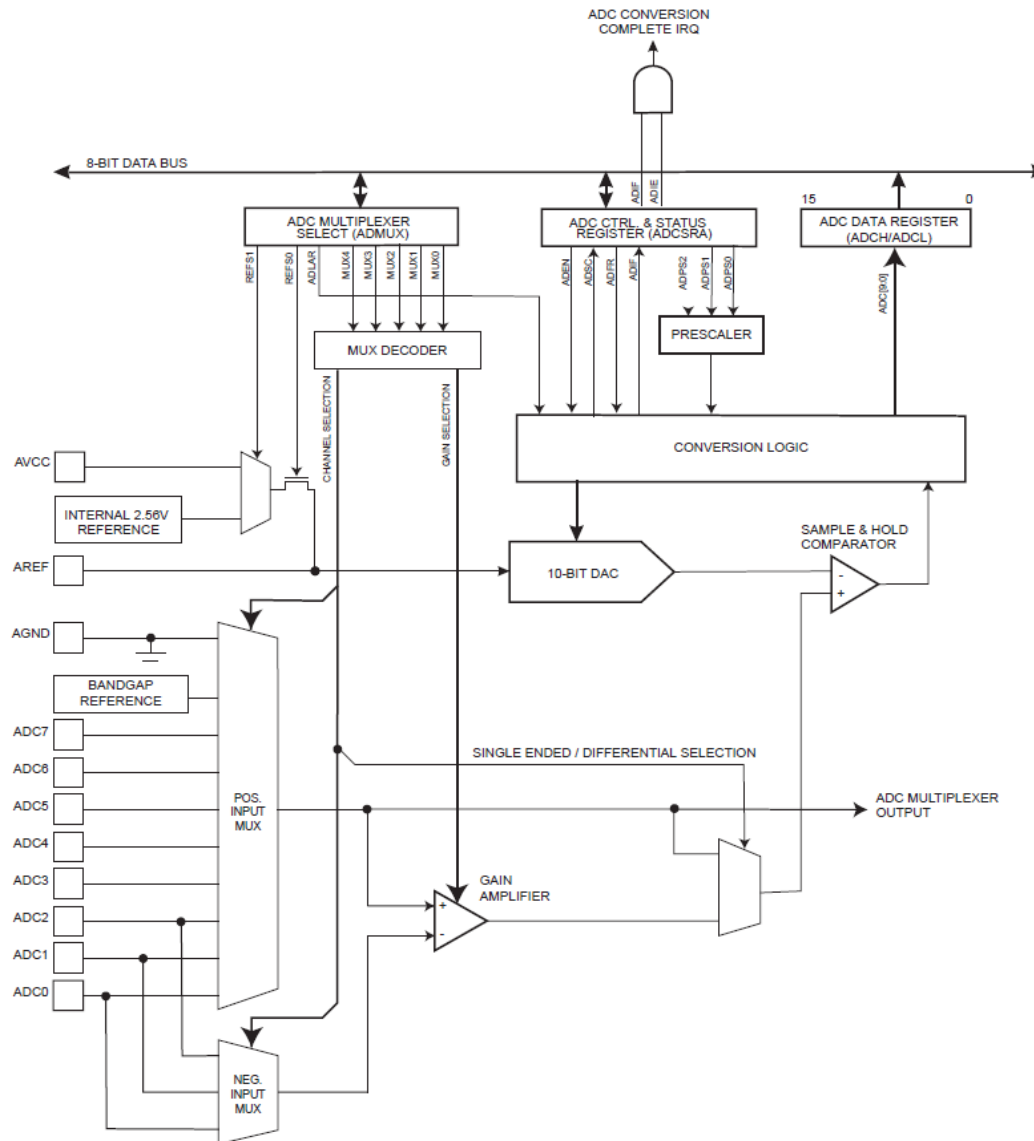 ADC CONVERSION
COMPLETE IRQ
8-BIT DATA BUS
ADIF
ADIE
15
0
ADC MULTIPLEXER
SELECT (ADMUX)
ADC CTRL. & STATUS
REGISTER (ADCSRA)
ADC DATA REGISTER
(ADCH/ADCL)
REFS1
REFS0
ADLAR
MUX4
MUX3
MUX2
MUX1
MUX0
ADEN
ADSC
ADFR
ADIF
ADPS2
ADPS1
ADPS0
ADC[9:0]
MUX DECODER
PRESCALER
CHANNEL SELECTION
GAIN SELECTION
CONVERSION LOGIC
AVCC
INTERNAL 2.56V
REFERENCE
SAMPLE & HOLD
COMPARATOR
AREF
10-BIT DAC
-
+
AGND
BANDGAP
REFERENCE
ADC7
ADC6
ADC5
ADC4
ADC3
ADC2
ADC1
ADC0
POS.
INPUT
MUX
SINGLE ENDED / DIFFERENTIAL SELECTION
ADC MULTIPLEXER
OUTPUT
GAIN
AMPLIFIER
+
-
NEG.
INPUT
MUX